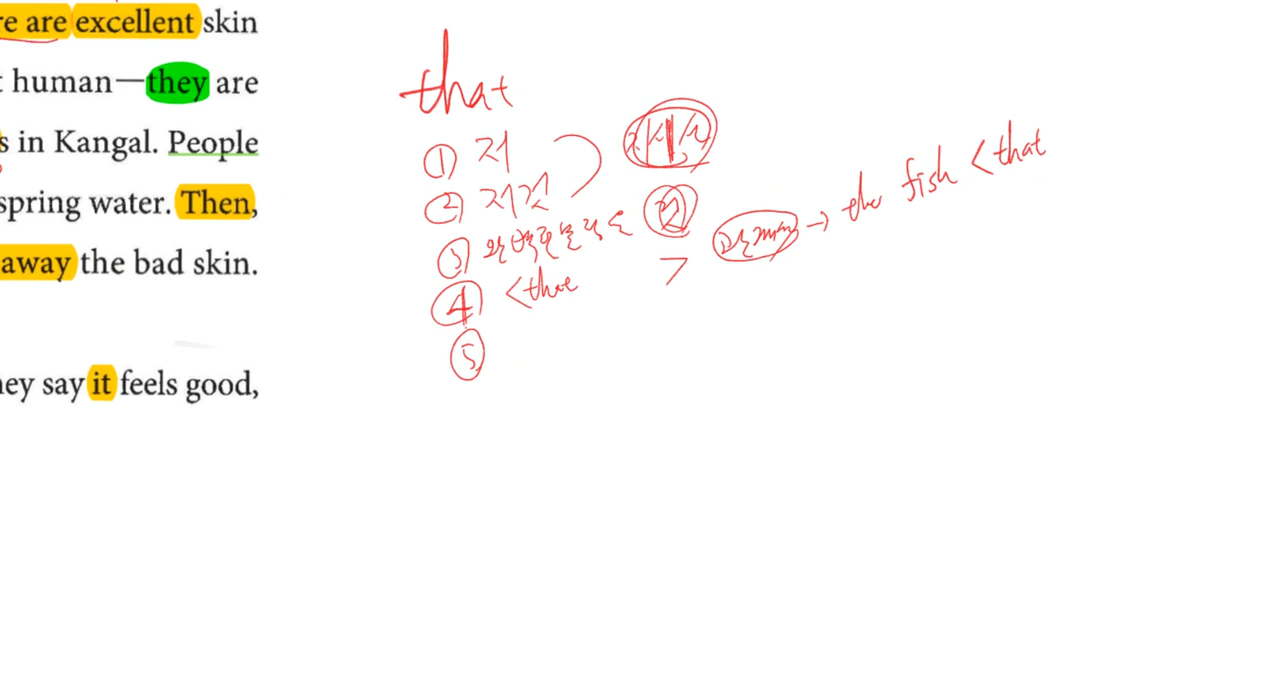 re are excellent skin
t human—they are
s in Kangal. People
spring water. Then,
away the bad skin.
ney say it feels good,
that
① 저
② 저것
③
④ <that >
⑤
→ the fish <that